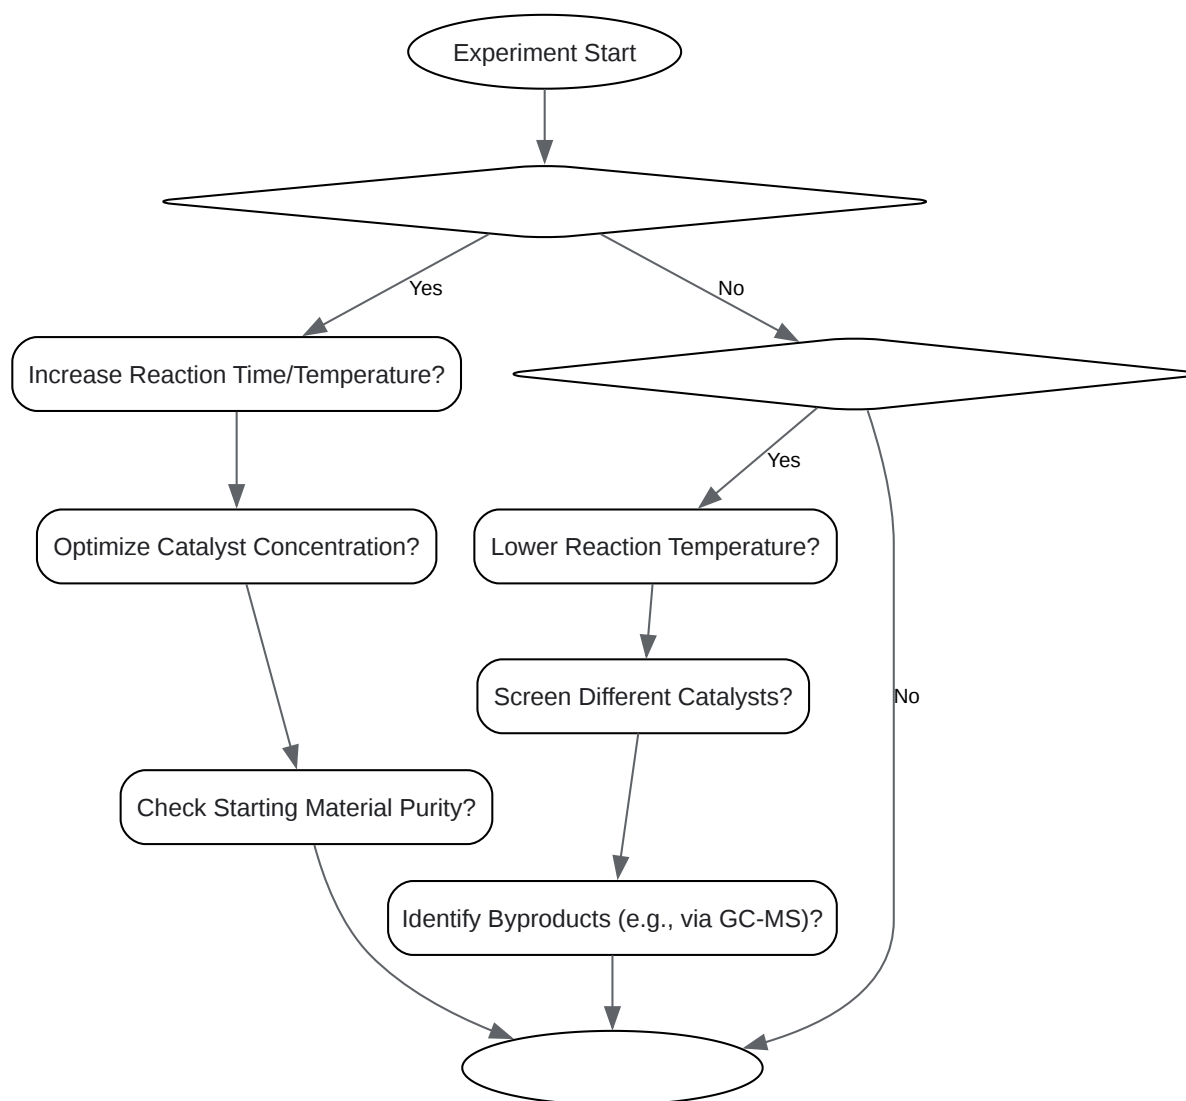 Experiment Start
Yes
No
Increase Reaction Time/Temperature?
Yes
Optimize Catalyst Concentration?
Lower Reaction Temperature?
Screen Different Catalysts?
No
Check Starting Material Purity?
Identify Byproducts (e.g., via GC-MS)?